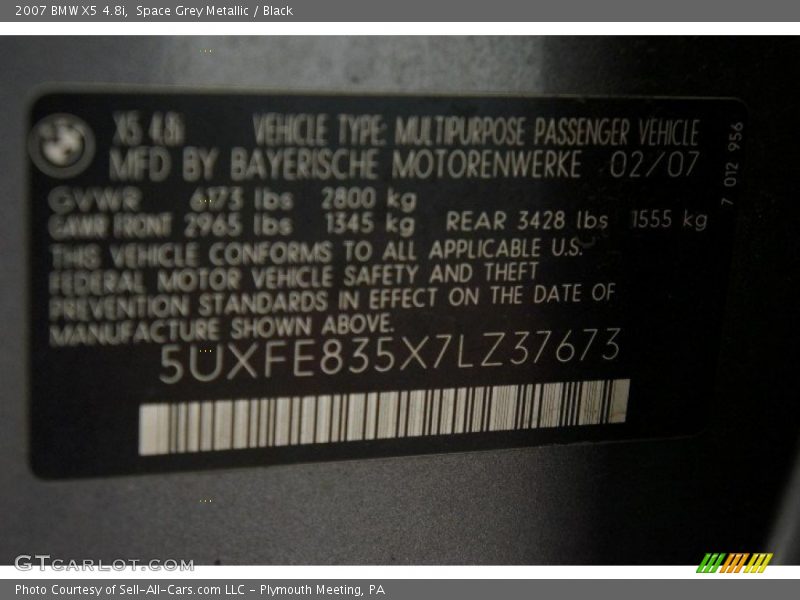 2007 BMW X5 4.8i,  Space Grey Metallic / Black
X5 4.8i VEHICLE TYPE: MULTIPURPOSE PASSENGER VEHICLE
MFD BY BAYERISCHE MOTORENWERKE 02/07
GVWR 6173 lbs 2800 kg
GAWR FRONT 2965 lbs 1345 kg REAR 3428 lbs 1555 kg
THIS VEHICLE CONFORMS TO ALL APPLICABLE U.S.
FEDERAL MOTOR VEHICLE SAFETY AND THEFT
PREVENTION STANDARDS IN EFFECT ON THE DATE OF
MANUFACTURE SHOWN ABOVE.
5UXFE835X7LZ37673
7 012 956
GTCARLOT.COM
Photo Courtesy of Sell-All-Cars.com LLC - Plymouth Meeting, PA